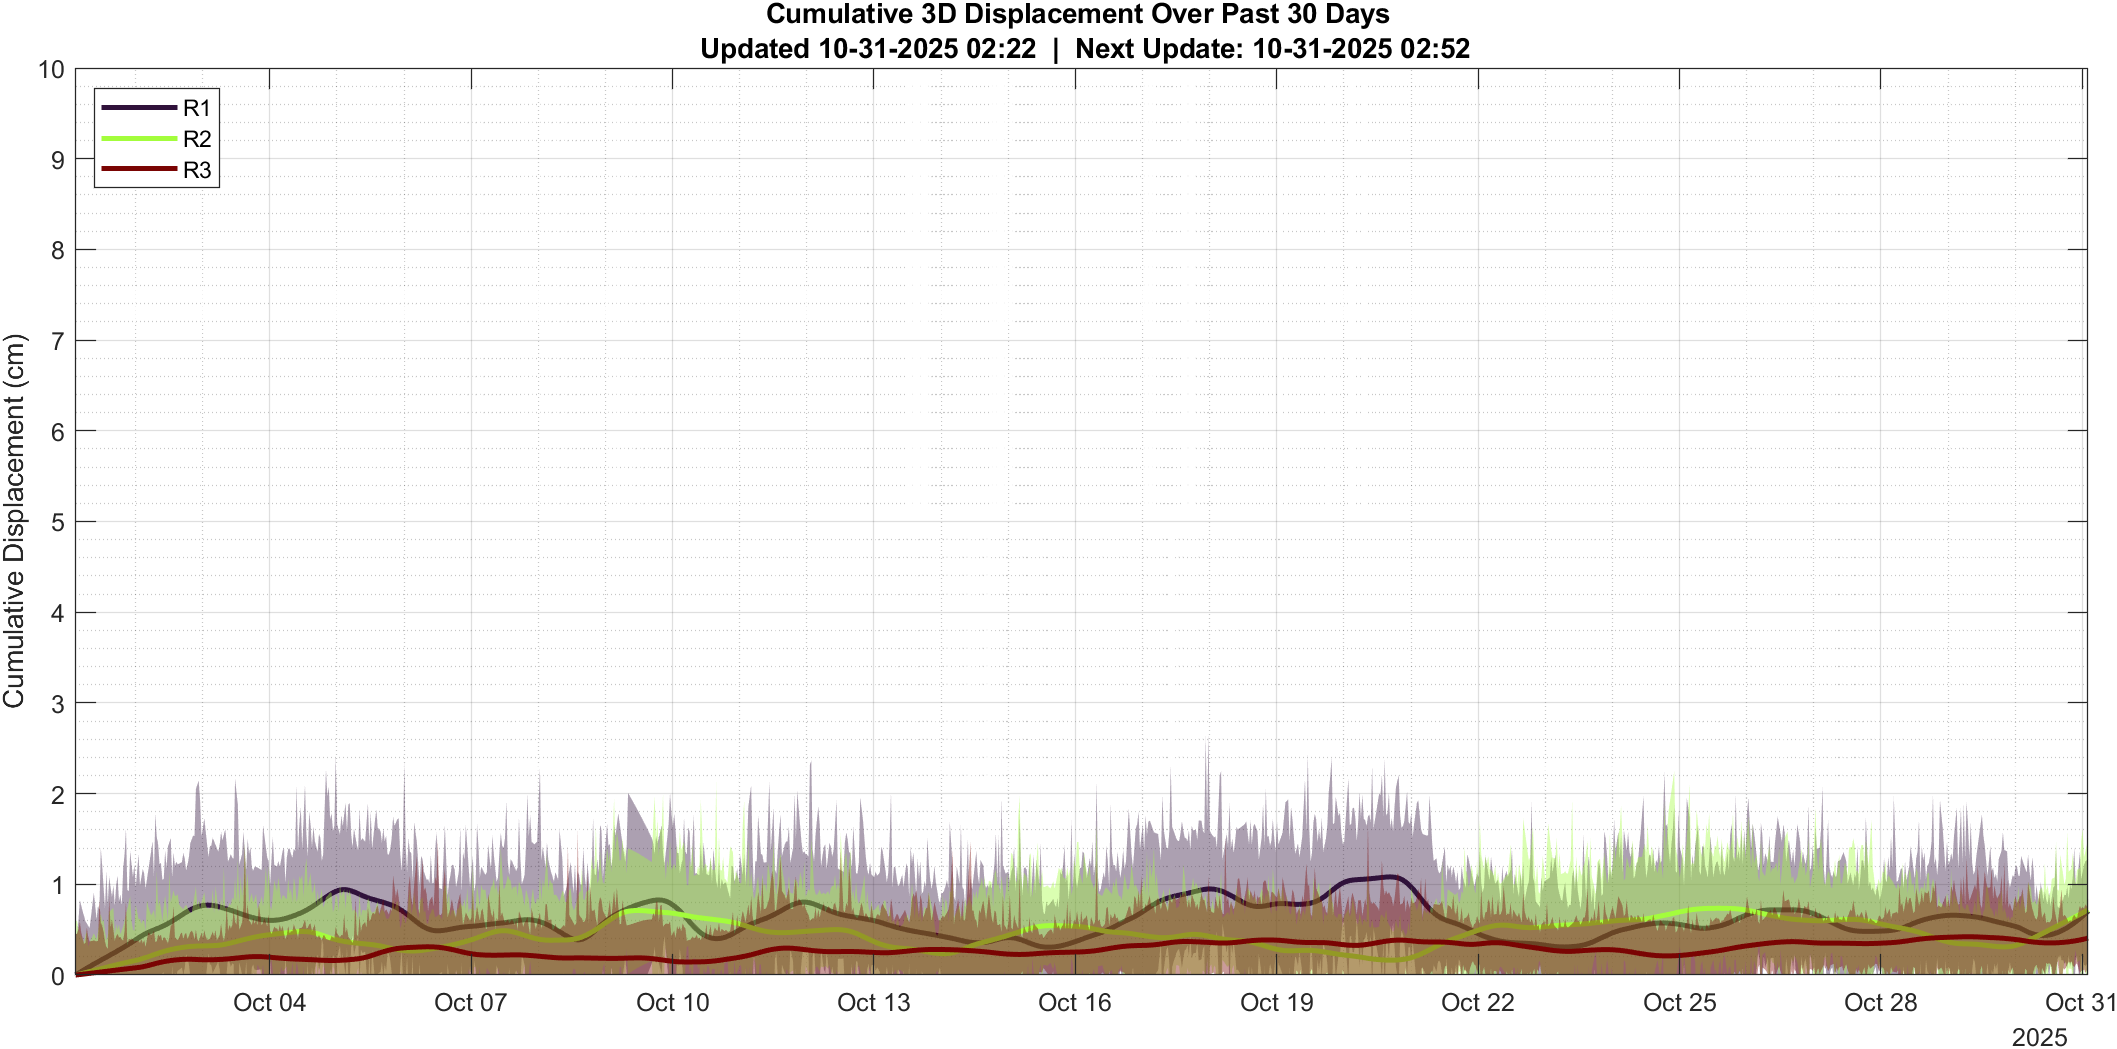 Cumulative 3D Displacement Over Past 30 Days
Updated 10-31-2025 02:22 | Next Update: 10-31-2025 02:52
R1
R2
R3
Cumulative Displacement (cm)
10
9
8
7
6
5
4
3
2
1
0
Oct 04
Oct 07
Oct 10
Oct 13
Oct 16
Oct 19
Oct 22
Oct 25
Oct 28
Oct 31
2025